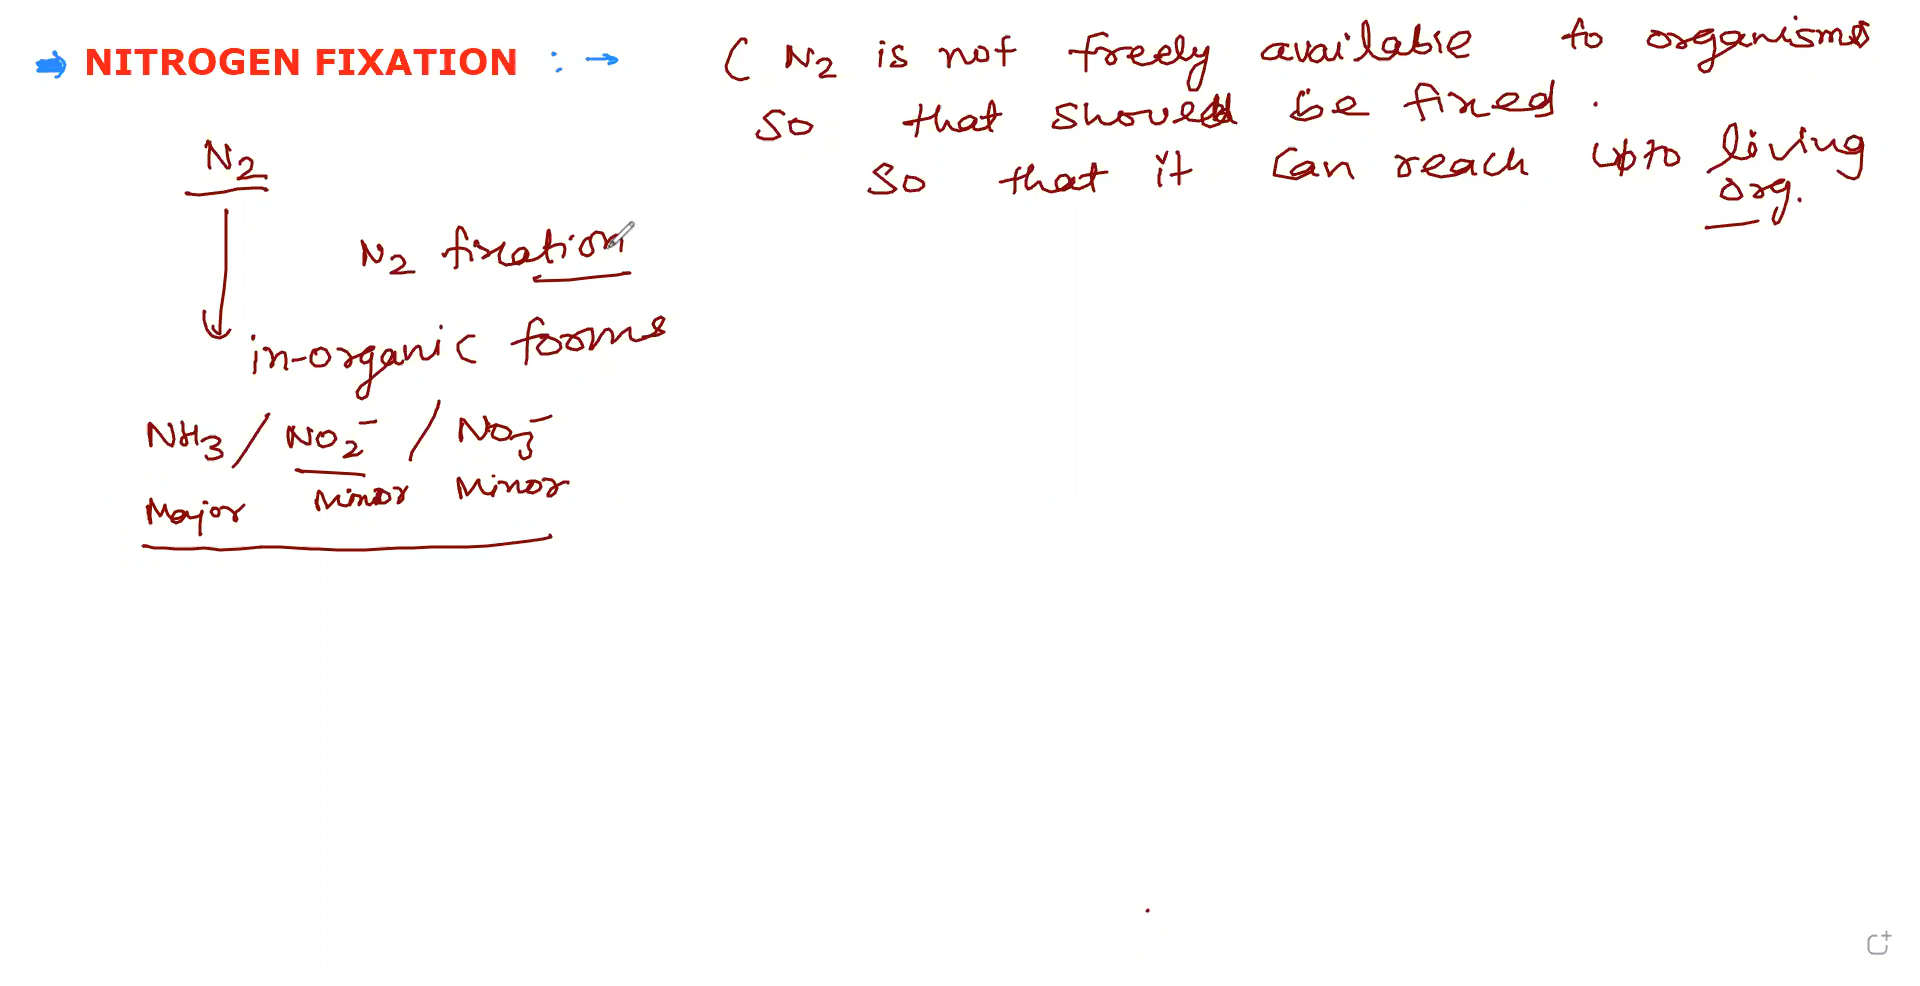 NITROGEN FIXATION :→
( N2 is not freely available to organisms
so that should be fixed.
so that it can reach upto living
org.
N2
N2 fixation
in-organic forms
NH3 / NO2⁻ / NO3⁻
Major Minor Minor